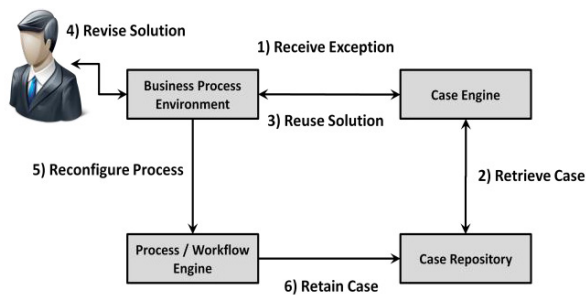 4) Revise Solution
1) Receive Exception
Business Process
Environment
Case Engine
3) Reuse Solution
5) Reconfigure Process
2) Retrieve Case
Process / Workflow
Engine
Case Repository
6) Retain Case